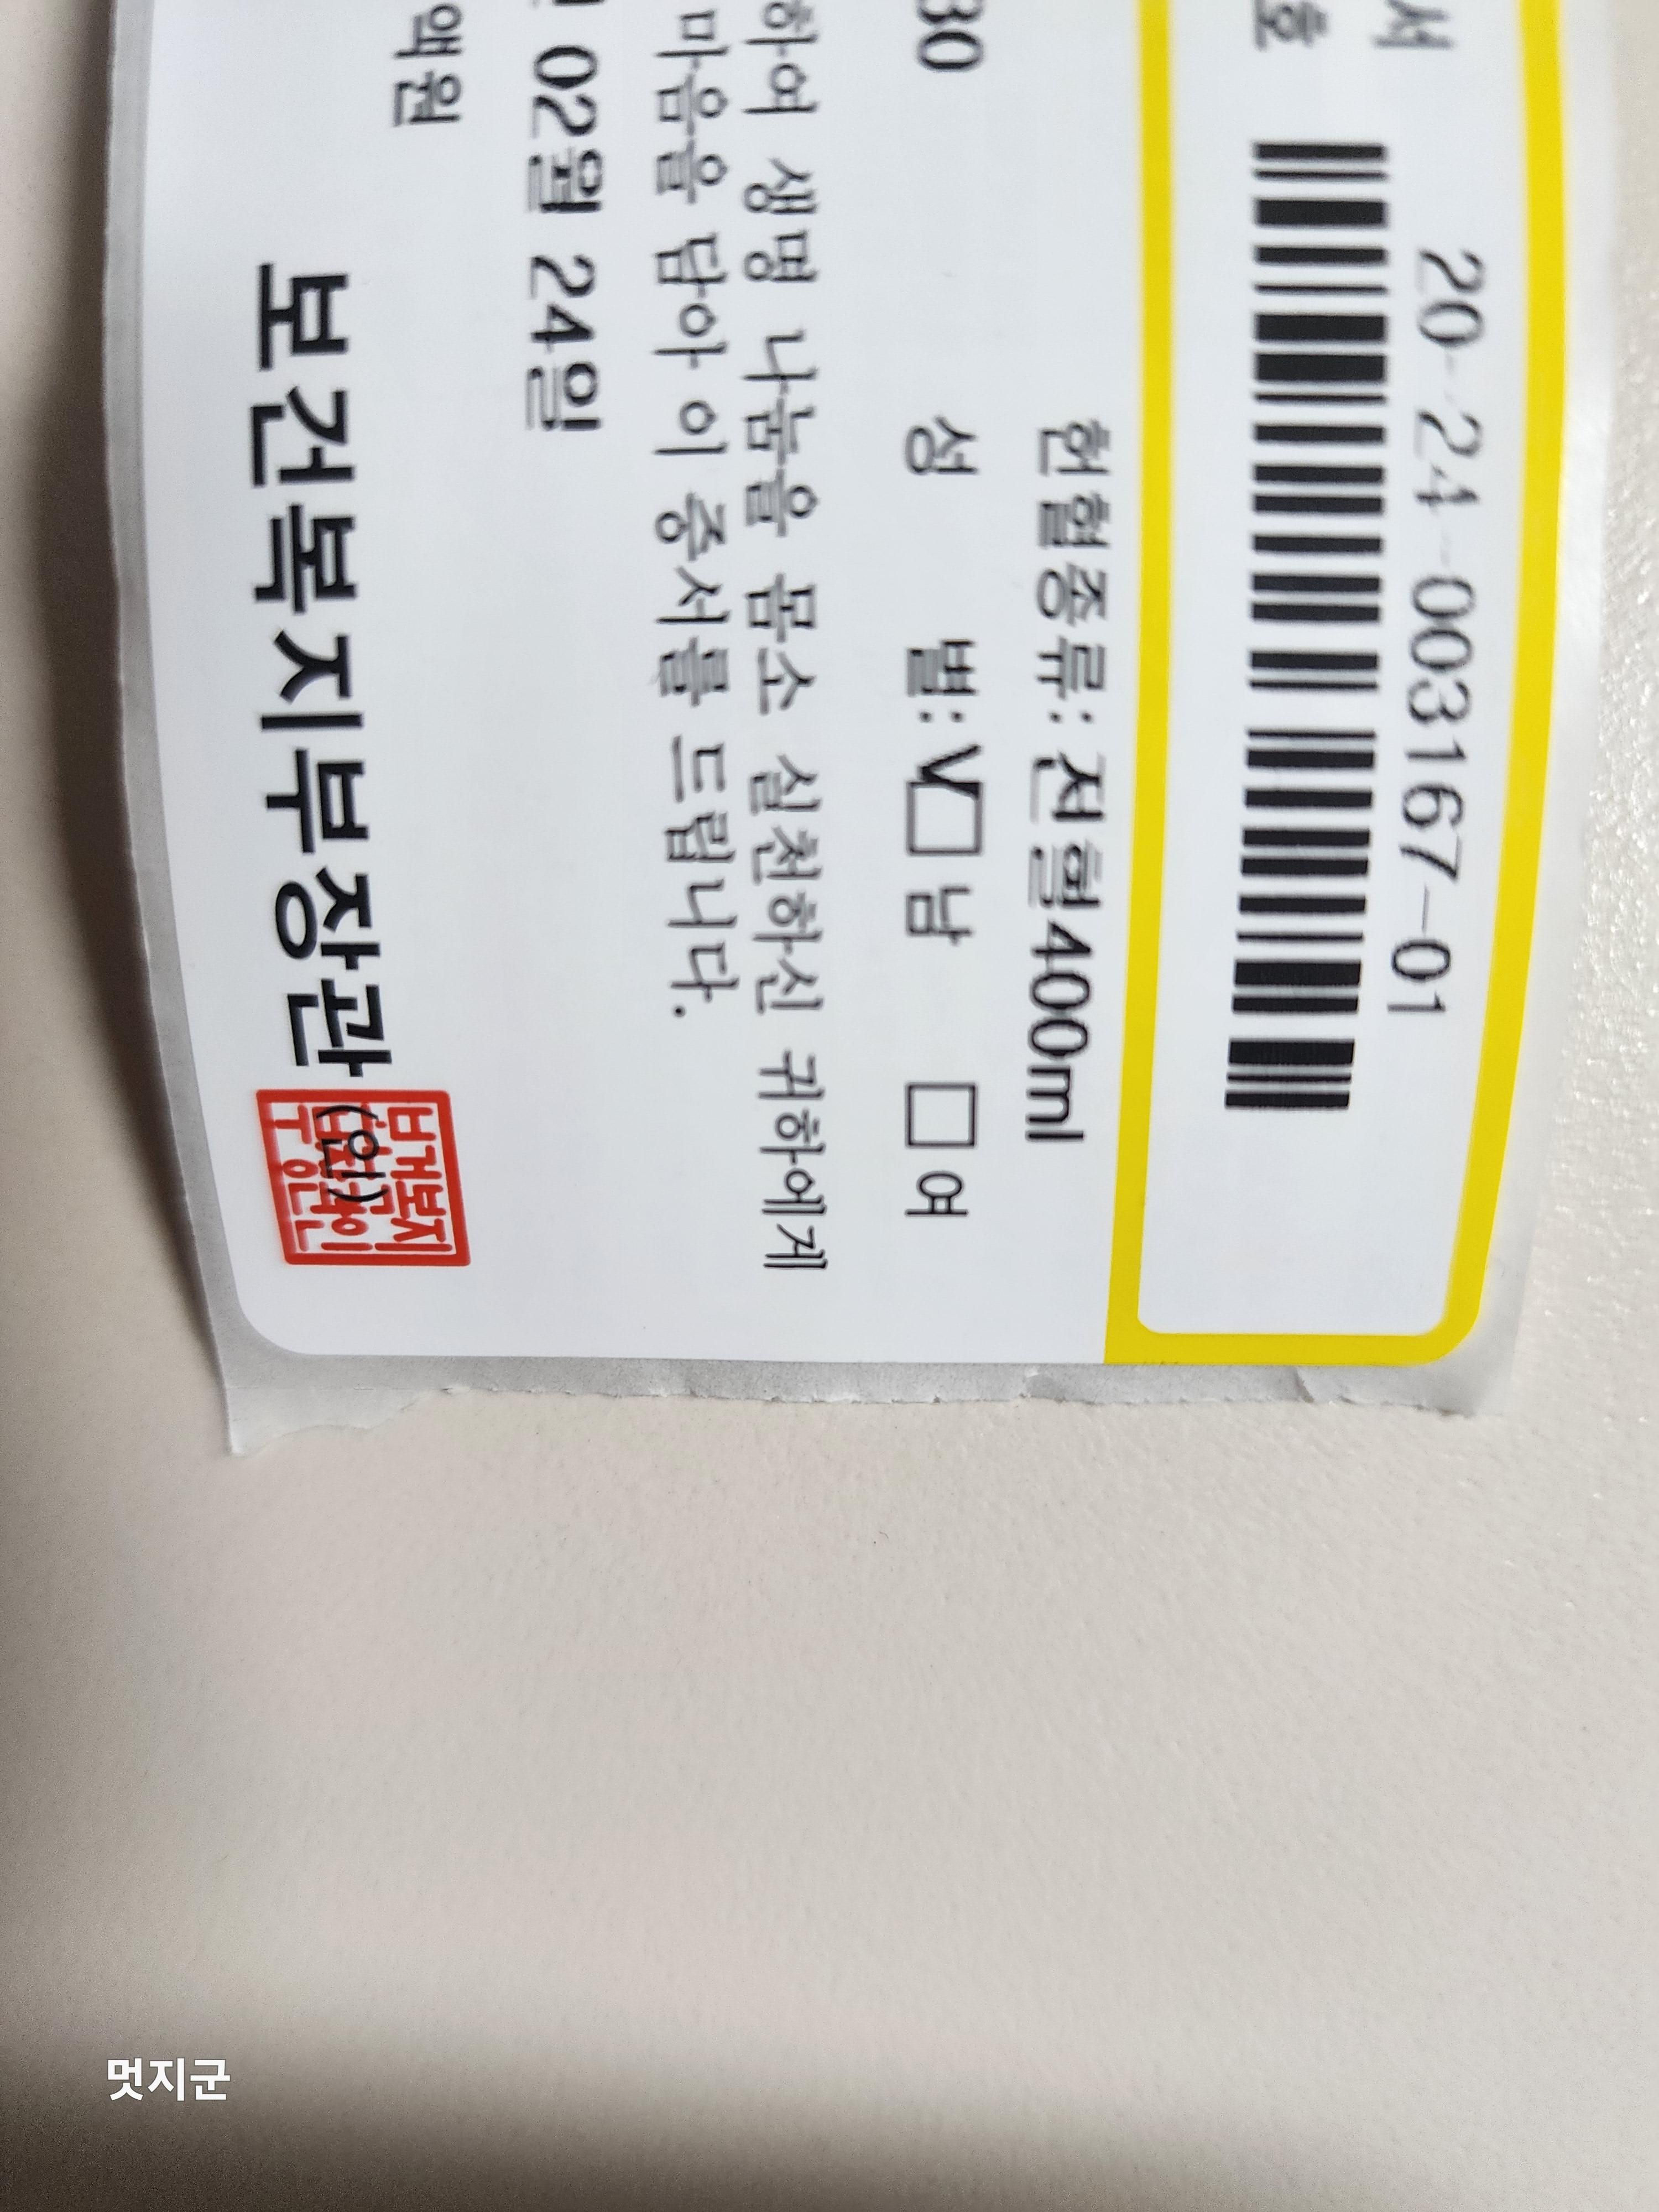 서
호
20-24-003167-01
헌혈종류: 전혈400ml
30 성 별: V□ 남 □ 여
하여 생명 나눔을 몸소 실천하신 귀하에게
마음을 담아 이 증서를 드립니다.
02월 24일
액원
보건복지부장관 (인)
멋지군